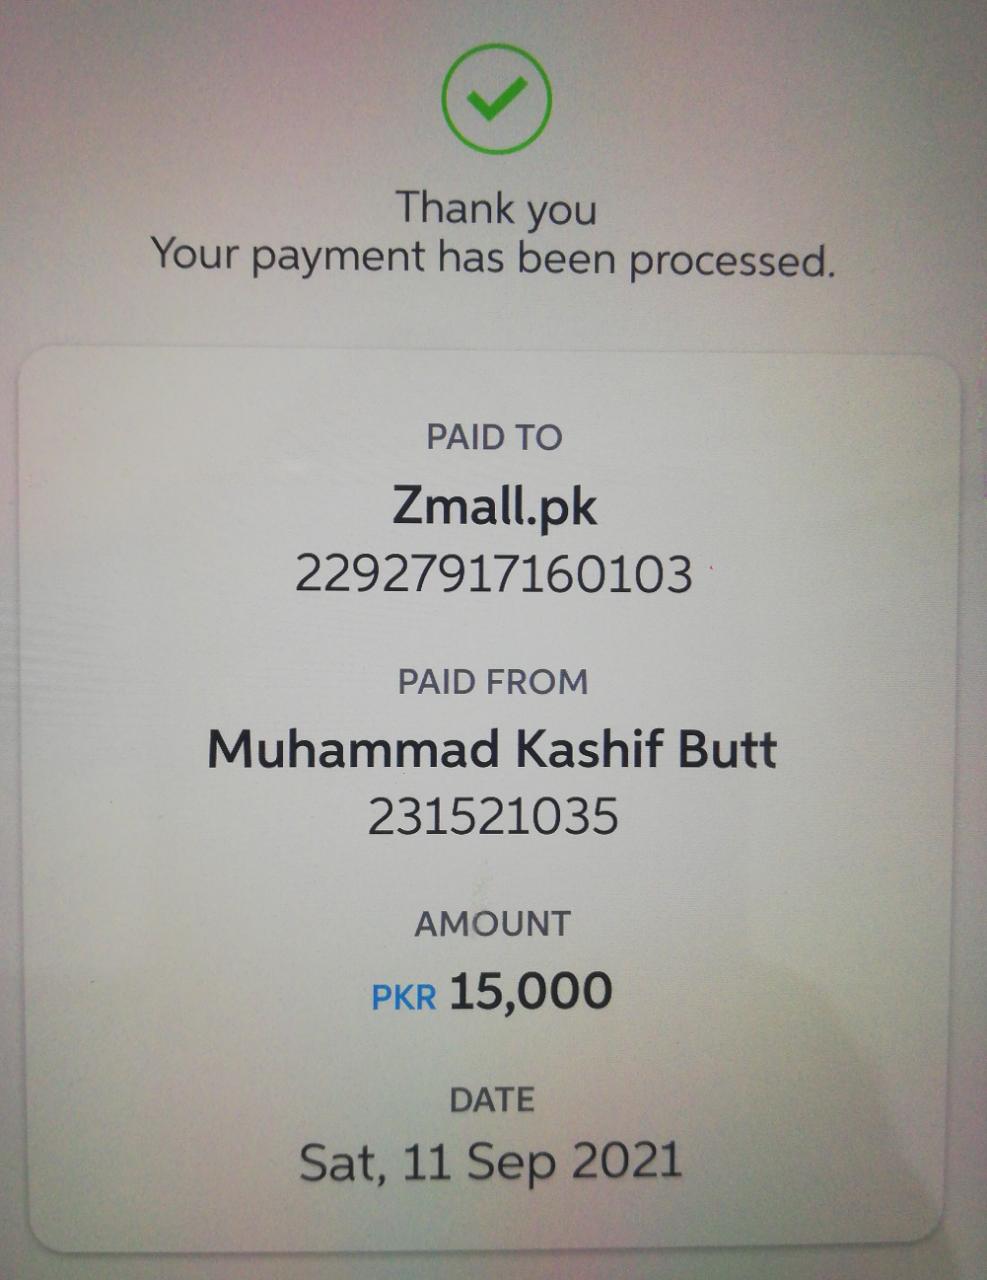 Thank you
Your payment has been processed.
PAID TO
Zmall.pk
22927917160103
PAID FROM
Muhammad Kashif Butt
231521035
AMOUNT
PKR 15,000
DATE
Sat, 11 Sep 2021